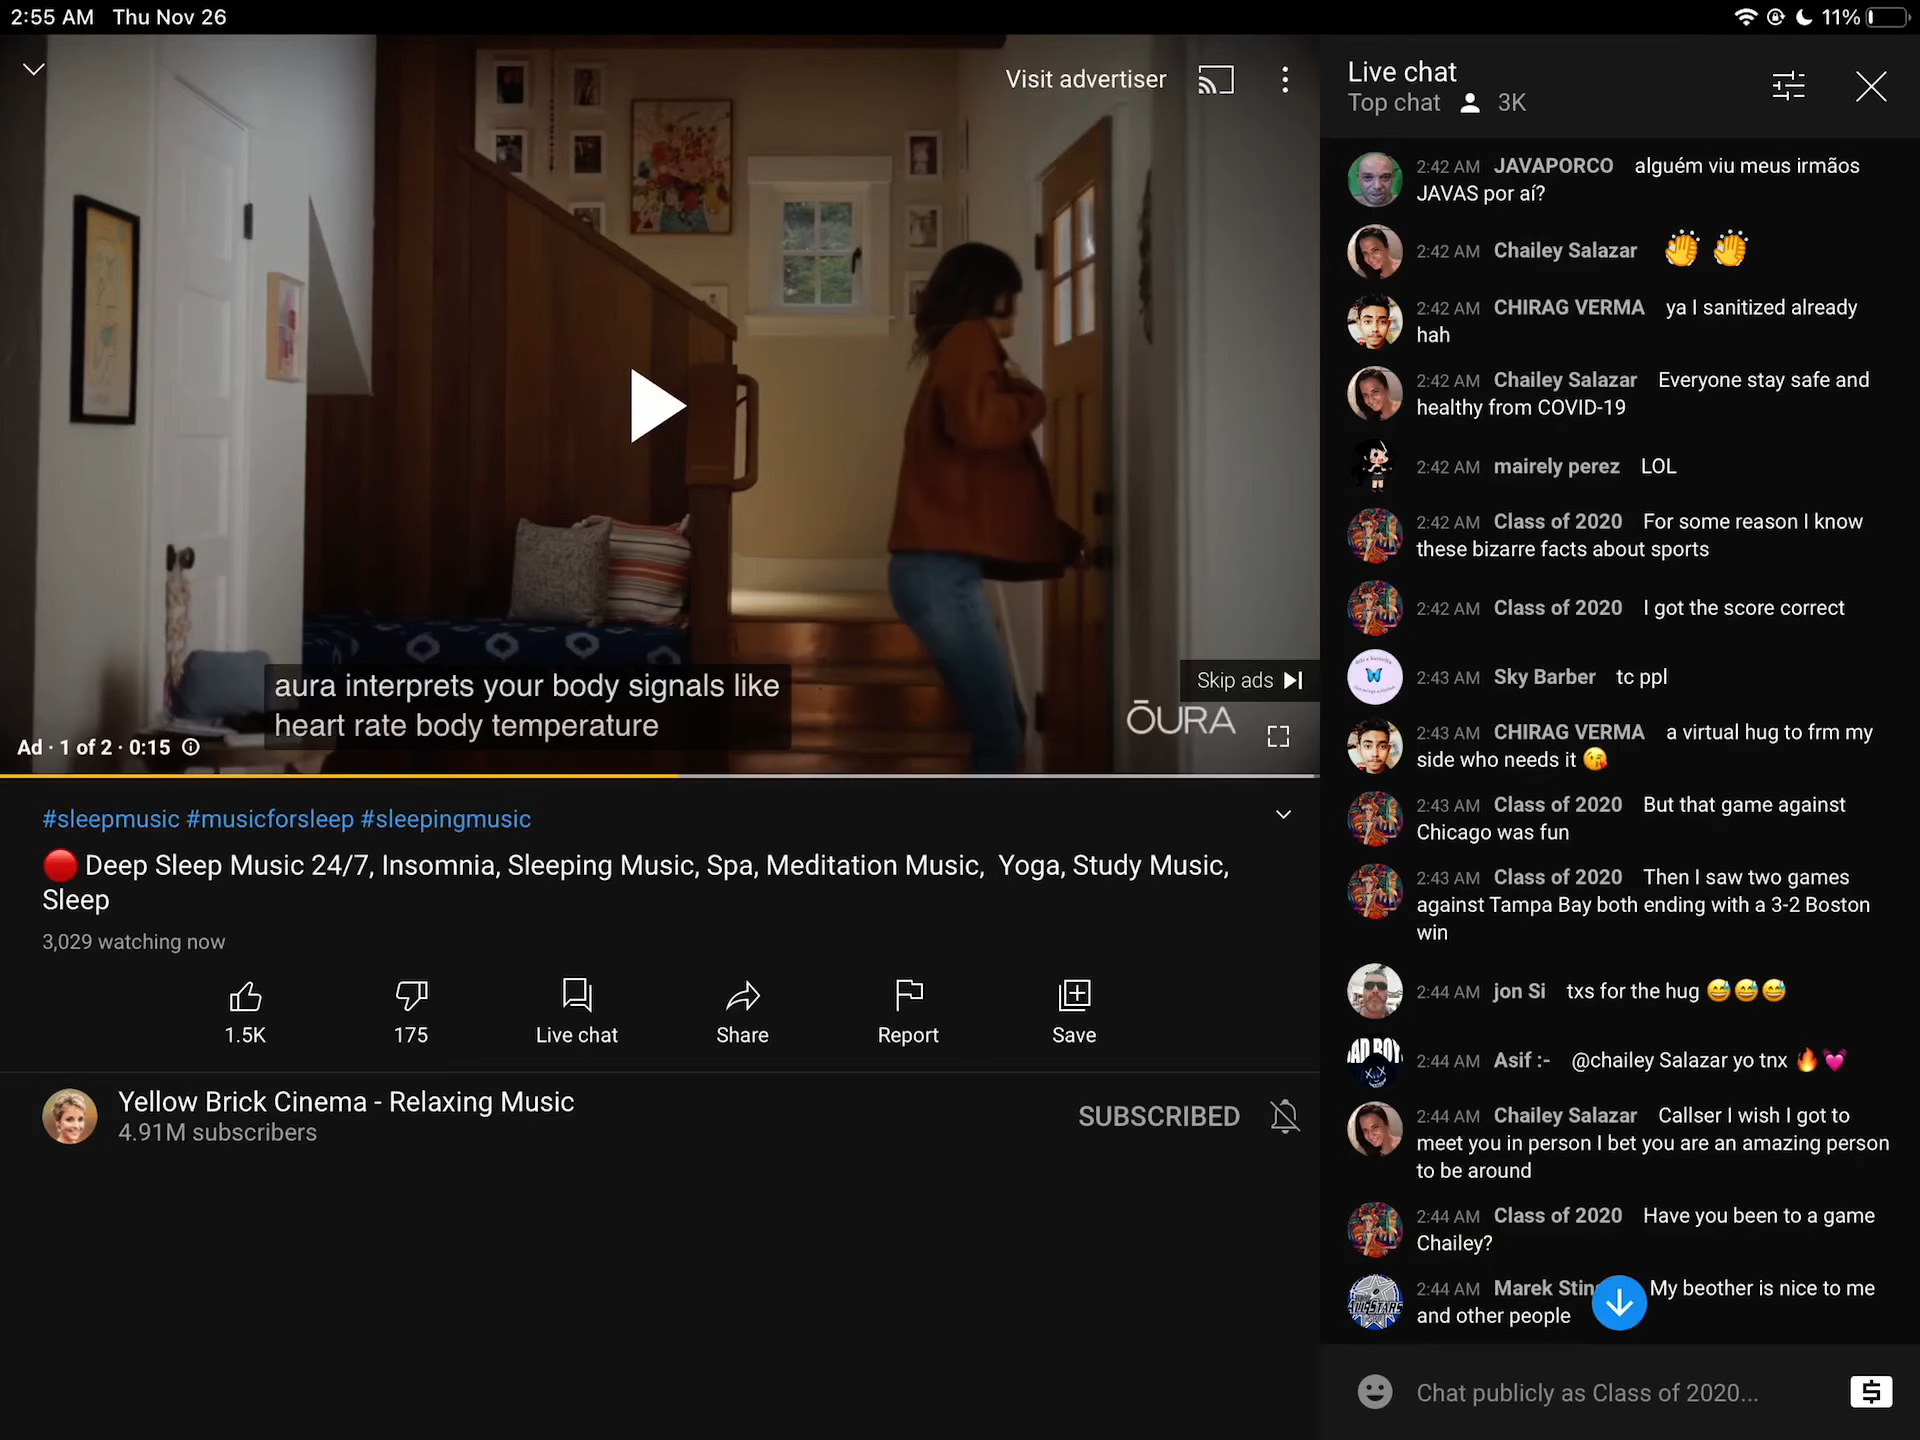 2:55 AM Thu Nov 26
11%
Visit advertiser
aura interprets your body signals like
heart rate body temperature
Skip ads
ŌURA
Ad · 1 of 2 · 0:15
#sleepmusic #musicforsleep #sleepingmusic
🔴 Deep Sleep Music 24/7, Insomnia, Sleeping Music, Spa, Meditation Music, Yoga, Study Music,
Sleep
3,029 watching now
1.5K
175
Live chat
Share
Report
Save
Yellow Brick Cinema - Relaxing Music
4.91M subscribers
SUBSCRIBED
Live chat
Top chat 3K
2:42 AM JAVAPORCO alguém viu meus irmãos
JAVAS por aí?
2:42 AM Chailey Salazar 👏 👏
2:42 AM CHIRAG VERMA ya I sanitized already
hah
2:42 AM Chailey Salazar Everyone stay safe and
healthy from COVID-19
2:42 AM mairely perez LOL
2:42 AM Class of 2020 For some reason I know
these bizarre facts about sports
2:42 AM Class of 2020 I got the score correct
2:43 AM Sky Barber tc ppl
2:43 AM CHIRAG VERMA a virtual hug to frm my
side who needs it 😘
2:43 AM Class of 2020 But that game against
Chicago was fun
2:43 AM Class of 2020 Then I saw two games
against Tampa Bay both ending with a 3-2 Boston
win
2:44 AM jon Si txs for the hug 😅😅😅
2:44 AM Asif :- @chailey Salazar yo tnx 🔥💓
2:44 AM Chailey Salazar Callser I wish I got to
meet you in person I bet you are an amazing person
to be around
2:44 AM Class of 2020 Have you been to a game
Chailey?
2:44 AM Marek My beother is nice to me
and other people
Chat publicly as Class of 2020...